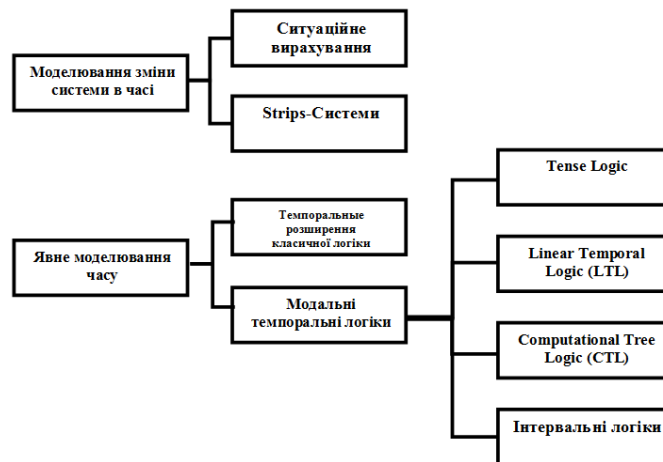 Ситуаційне
вирахування
Моделювання зміни
системи в часі
Strips-Системи
Tense Logic
Темпоральные
розширення
класичної логіки
Явне моделювання
часу
Linear Temporal
Logic (LTL)
Модальні
темпоральні логіки
Computational Tree
Logic (CTL)
Інтервальні логіки